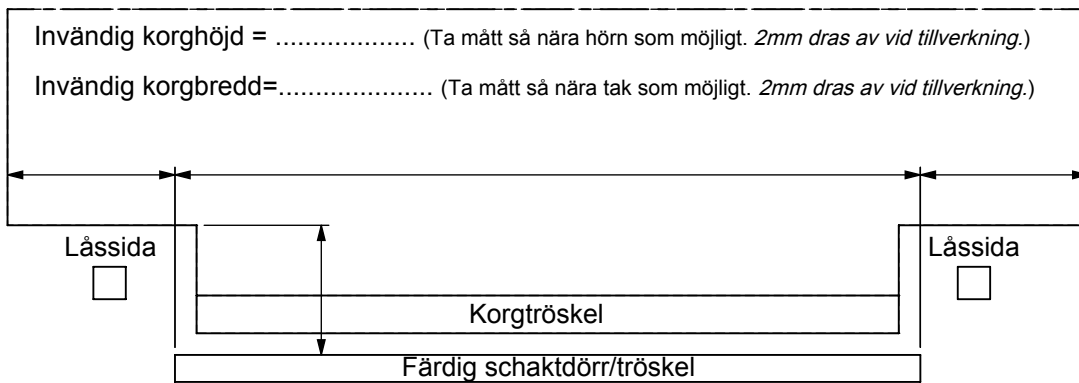 Invändig korghöjd = ................... (Ta mått så nära hörn som möjligt. 2mm dras av vid tillverkning.)
Invändig korgbredd=..................... (Ta mått så nära tak som möjligt. 2mm dras av vid tillverkning.)
Låssida
Låssida
Korgtröskel
Färdig schaktdörr/tröskel